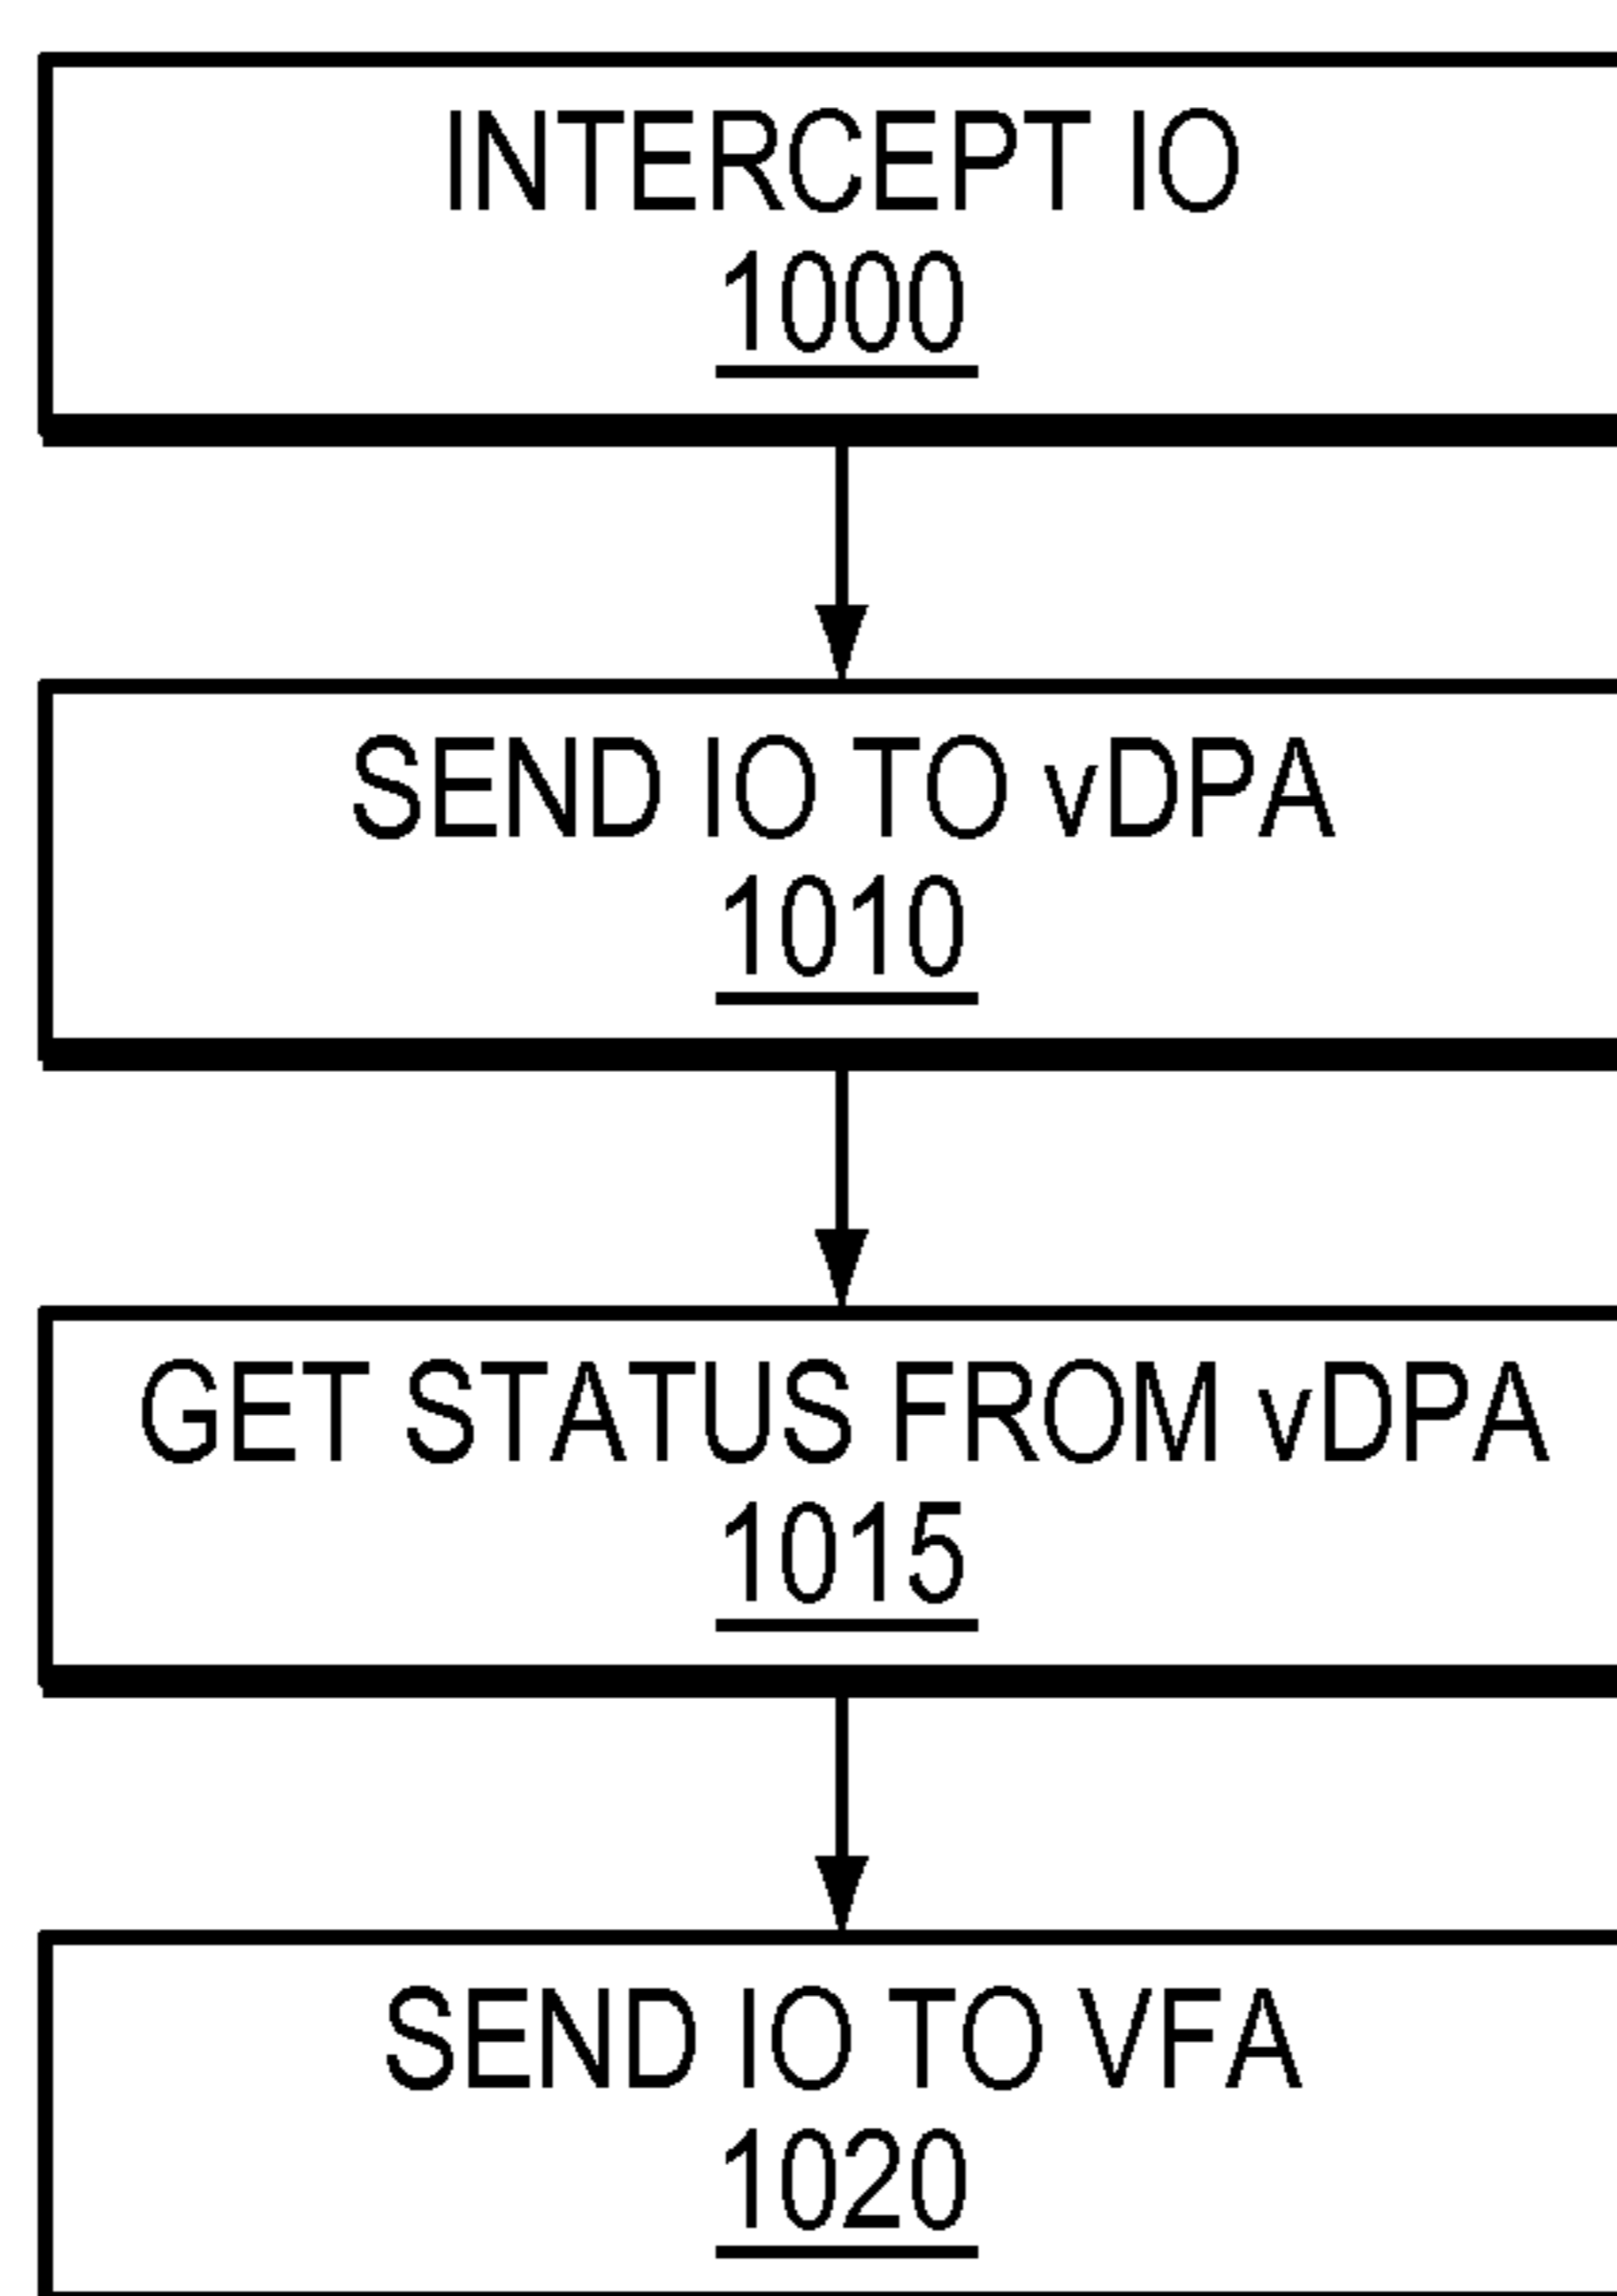 INTERCEPT IO
1000
SEND IO TO vDPA
1010
GET STATUS FROM vDPA
1015
SEND IO TO VFA
1020